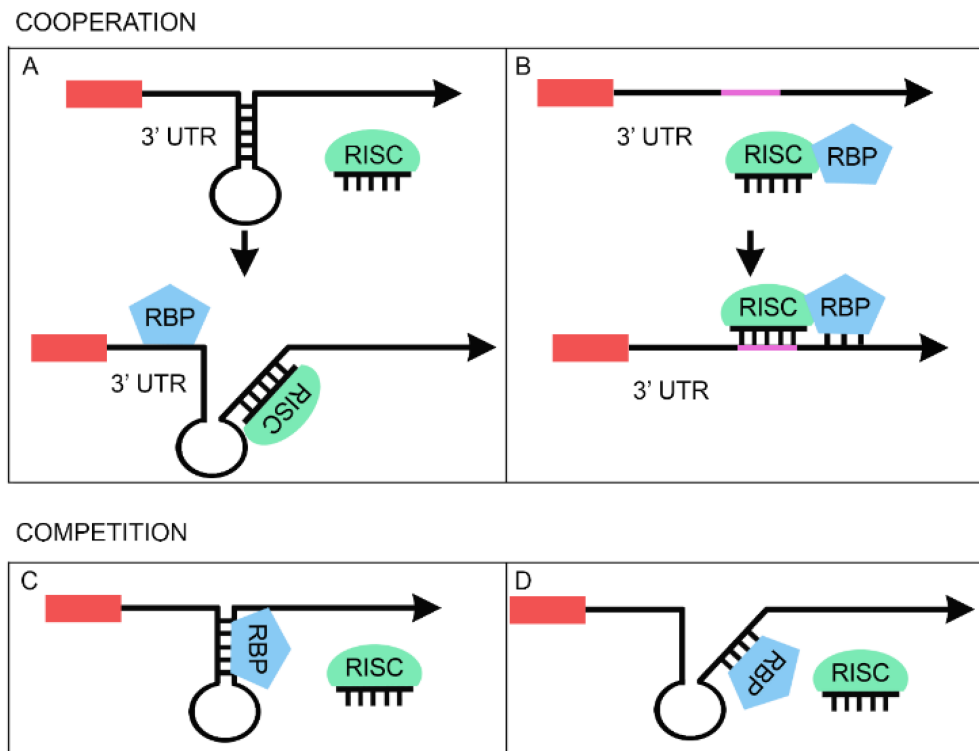 COOPERATION
A
3’ UTR
RISC
RBP
3’ UTR
RISC
B
3’ UTR
RISC
RBP
RISC
RBP
3’ UTR
COMPETITION
C
RBP
RISC
D
RBP
RISC